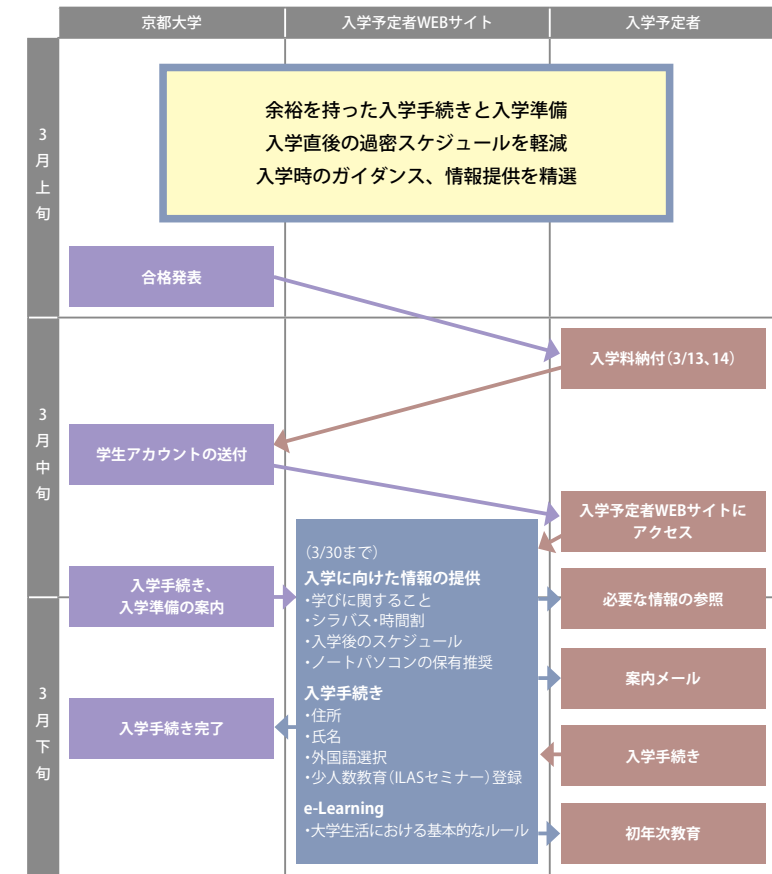 京都大学
入学予定者WEBサイト
入学予定者
3月上旬
余裕を持った入学手続きと入学準備
入学直後の過密スケジュールを軽減
入学時のガイダンス、情報提供を精選
合格発表
3月中旬
入学料納付(3/13、14)
学生アカウントの送付
入学予定者WEBサイトに
アクセス
(3/30まで)
入学に向けた情報の提供
・学びに関すること
・シラバス・時間割
・入学後のスケジュール
・ノートパソコンの保有推奨
入学手続き、
入学準備の案内
必要な情報の参照
3月下旬
案内メール
入学手続き
・住所
・氏名
・外国語選択
・少人数教育(ILASセミナー)登録
入学手続き完了
入学手続き
e-Learning
・大学生活における基本的なルール
初年次教育